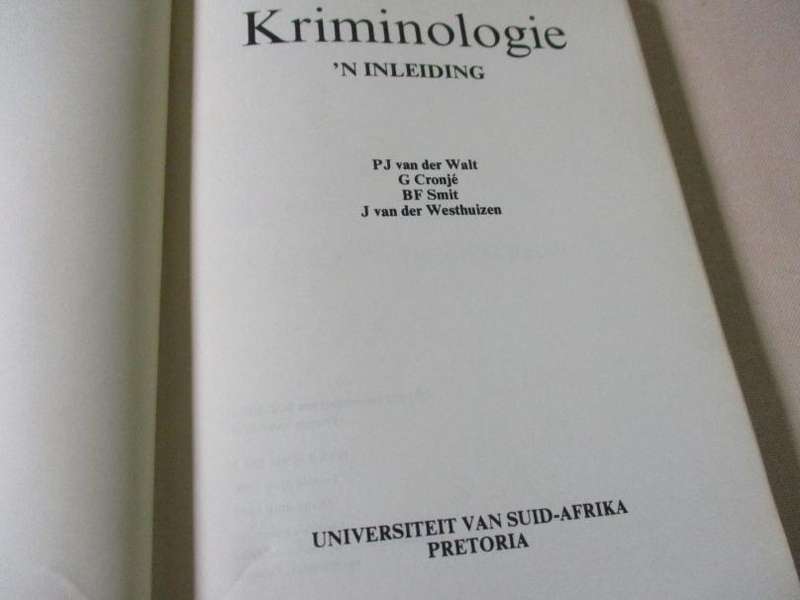 Kriminologie
'N INLEIDING
PJ van der Walt
G Cronjé
BF Smit
J van der Westhuizen
UNIVERSITEIT VAN SUID-AFRIKA
PRETORIA